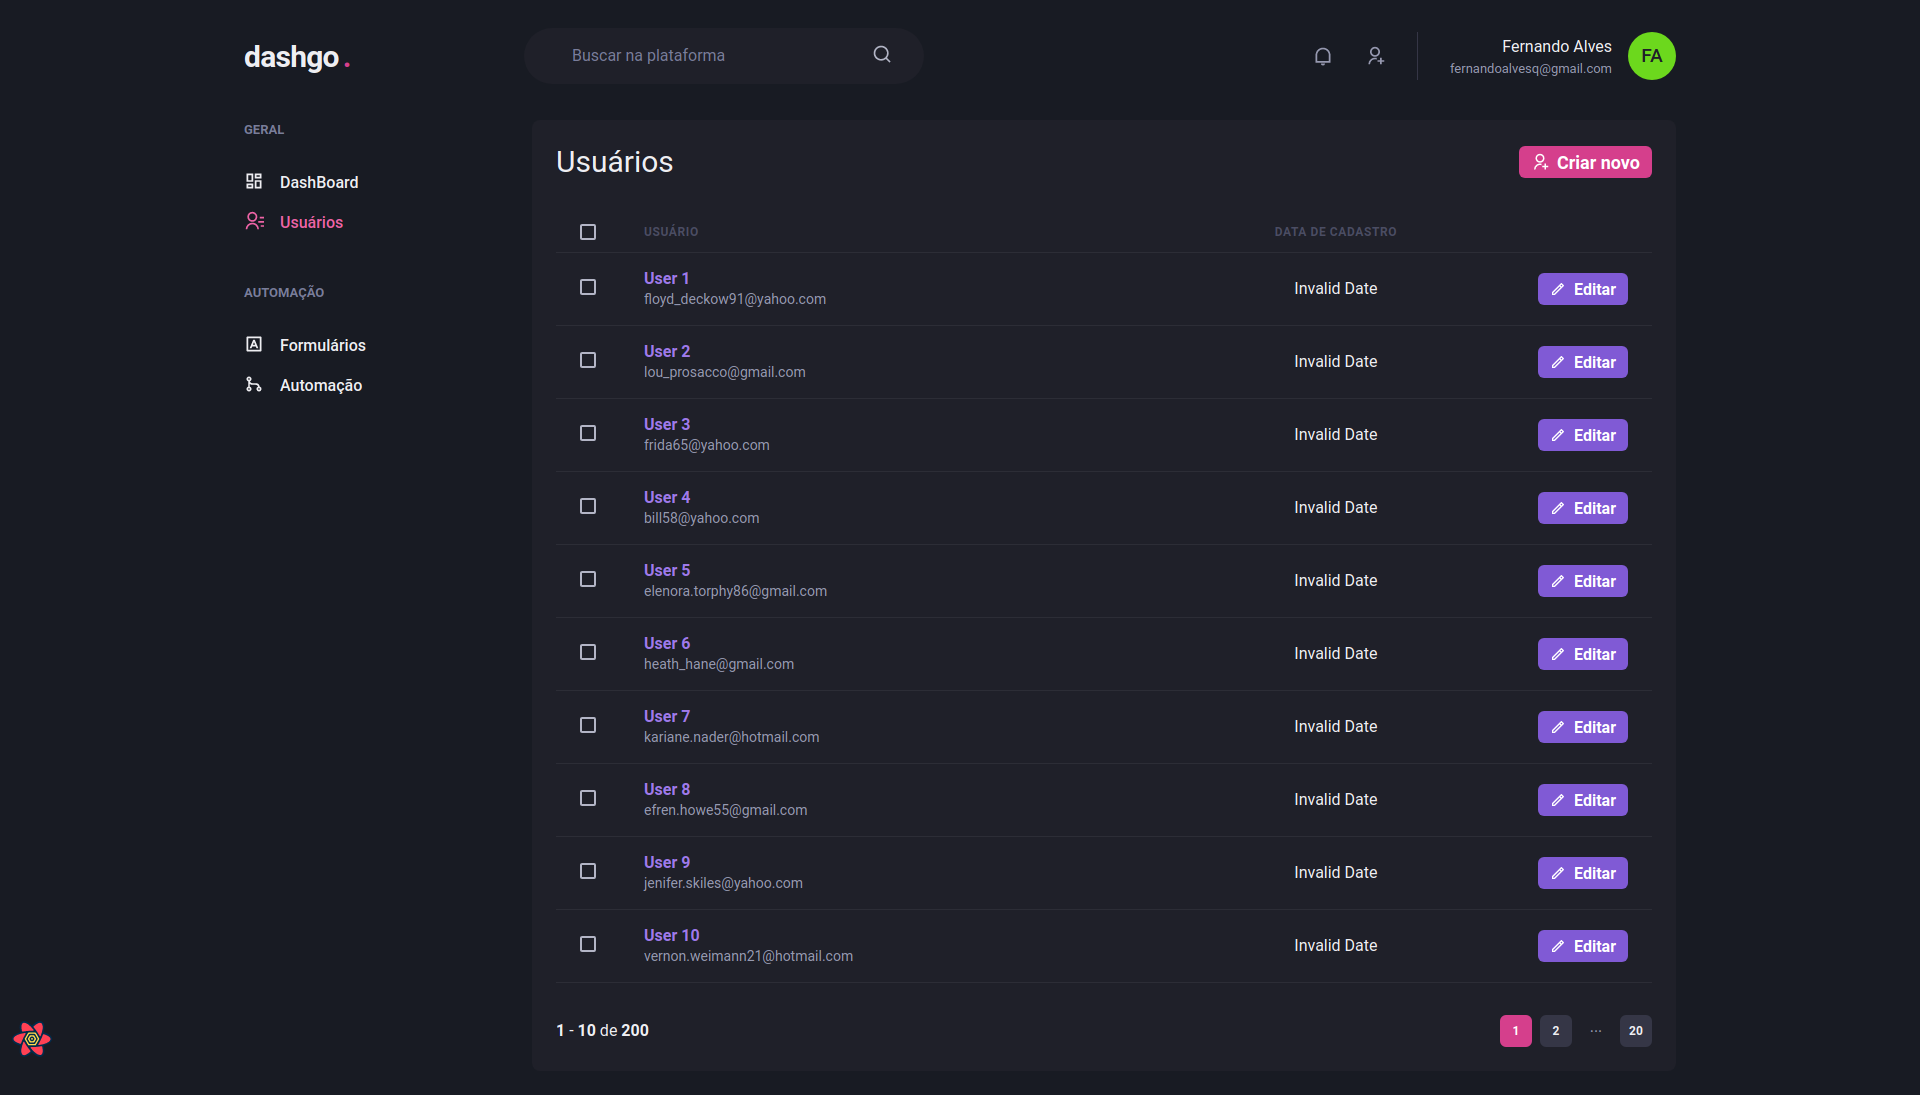 dashgo.
Buscar na plataforma
Fernando Alves
fernandoalvesq@gmail.com
FA
GERAL
DashBoard
Usuários
AUTOMAÇÃO
Formulários
Automação
Usuários
Criar novo
USUÁRIO DATA DE CADASTRO
User 1
floyd_deckow91@yahoo.com
Invalid Date
Editar
User 2
lou_prosacco@gmail.com
Invalid Date
Editar
User 3
frida65@yahoo.com
Invalid Date
Editar
User 4
bill58@yahoo.com
Invalid Date
Editar
User 5
elenora.torphy86@gmail.com
Invalid Date
Editar
User 6
heath_hane@gmail.com
Invalid Date
Editar
User 7
kariane.nader@hotmail.com
Invalid Date
Editar
User 8
efren.howe55@gmail.com
Invalid Date
Editar
User 9
jenifer.skiles@yahoo.com
Invalid Date
Editar
User 10
vernon.weimann21@hotmail.com
Invalid Date
Editar
1 - 10 de 200
1 2 ... 20